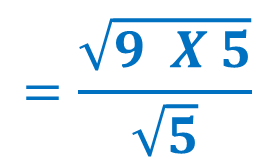 = √9 X 5
√5